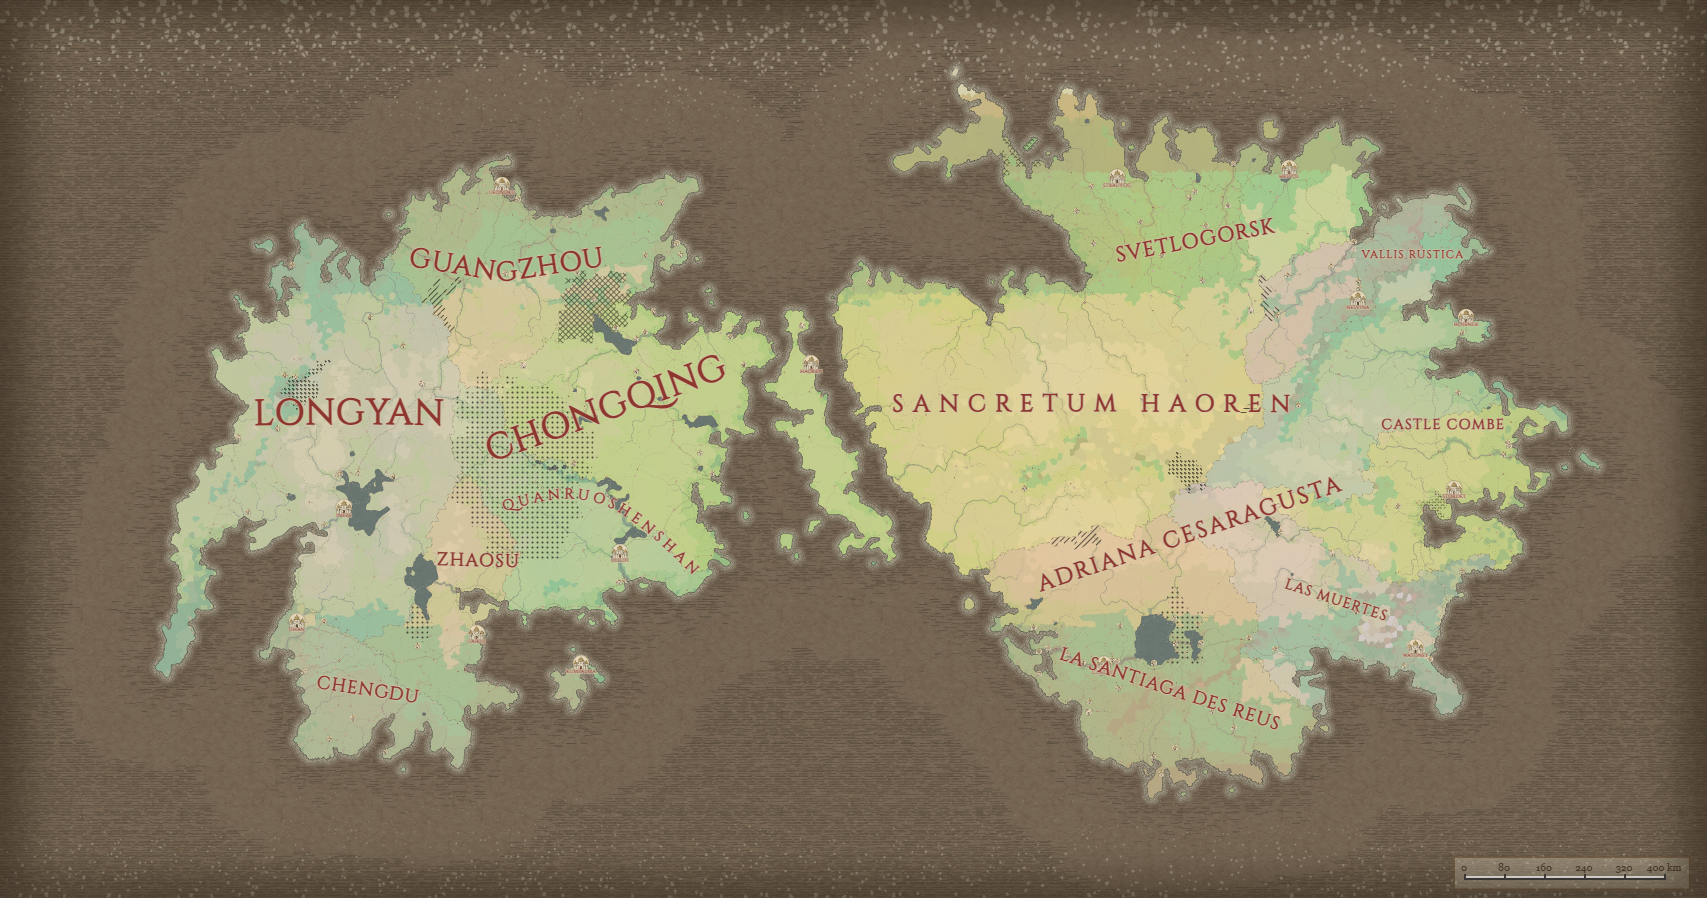 SVETLOGORSK
GUANGZHOU
VALLIS RUSTICA
CHONGQING
LONGYAN
SANCRETUM HAOREN
CASTLE COMBE
QUANRUOSHENSHAN
ADRIANA CESARAGUSTA
ZHAOSU
LAS MUERTES
CHENGDU
LA SANTIAGA DES REUS
0 80 160 240 320 400 km